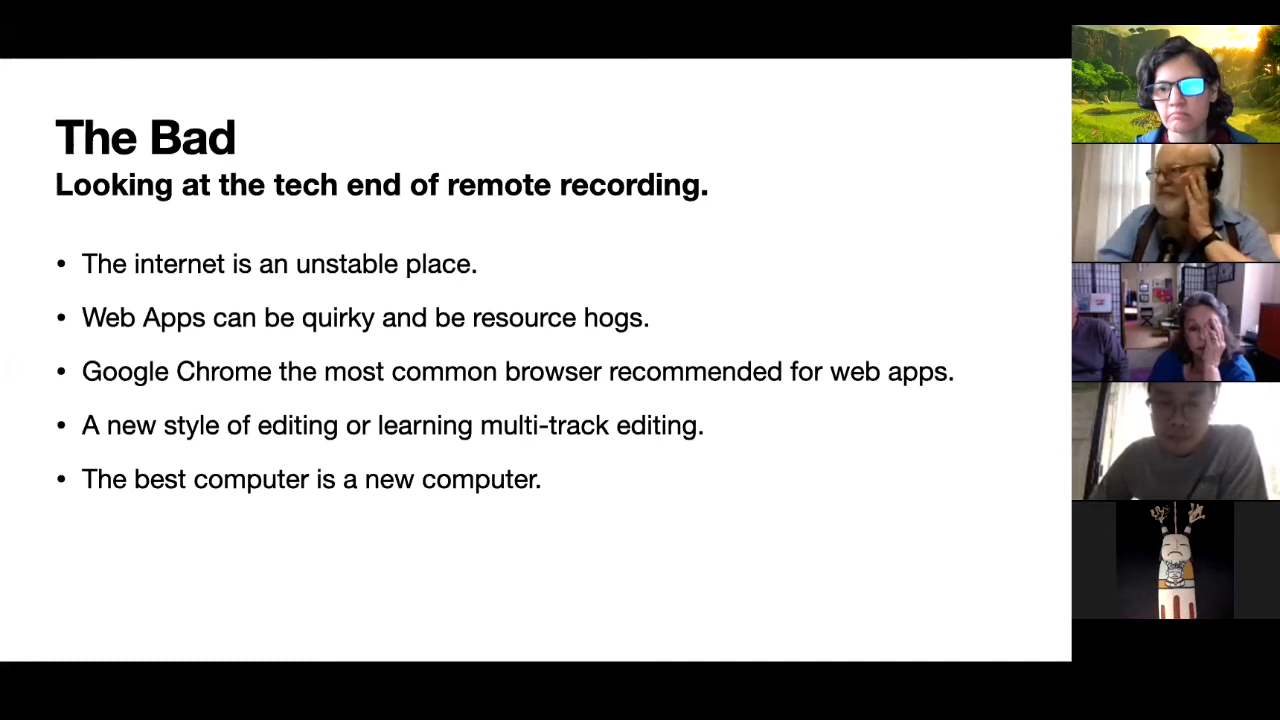 The Bad
Looking at the tech end of remote recording.
• The internet is an unstable place.
• Web Apps can be quirky and be resource hogs.
• Google Chrome the most common browser recommended for web apps.
• A new style of editing or learning multi-track editing.
• The best computer is a new computer.